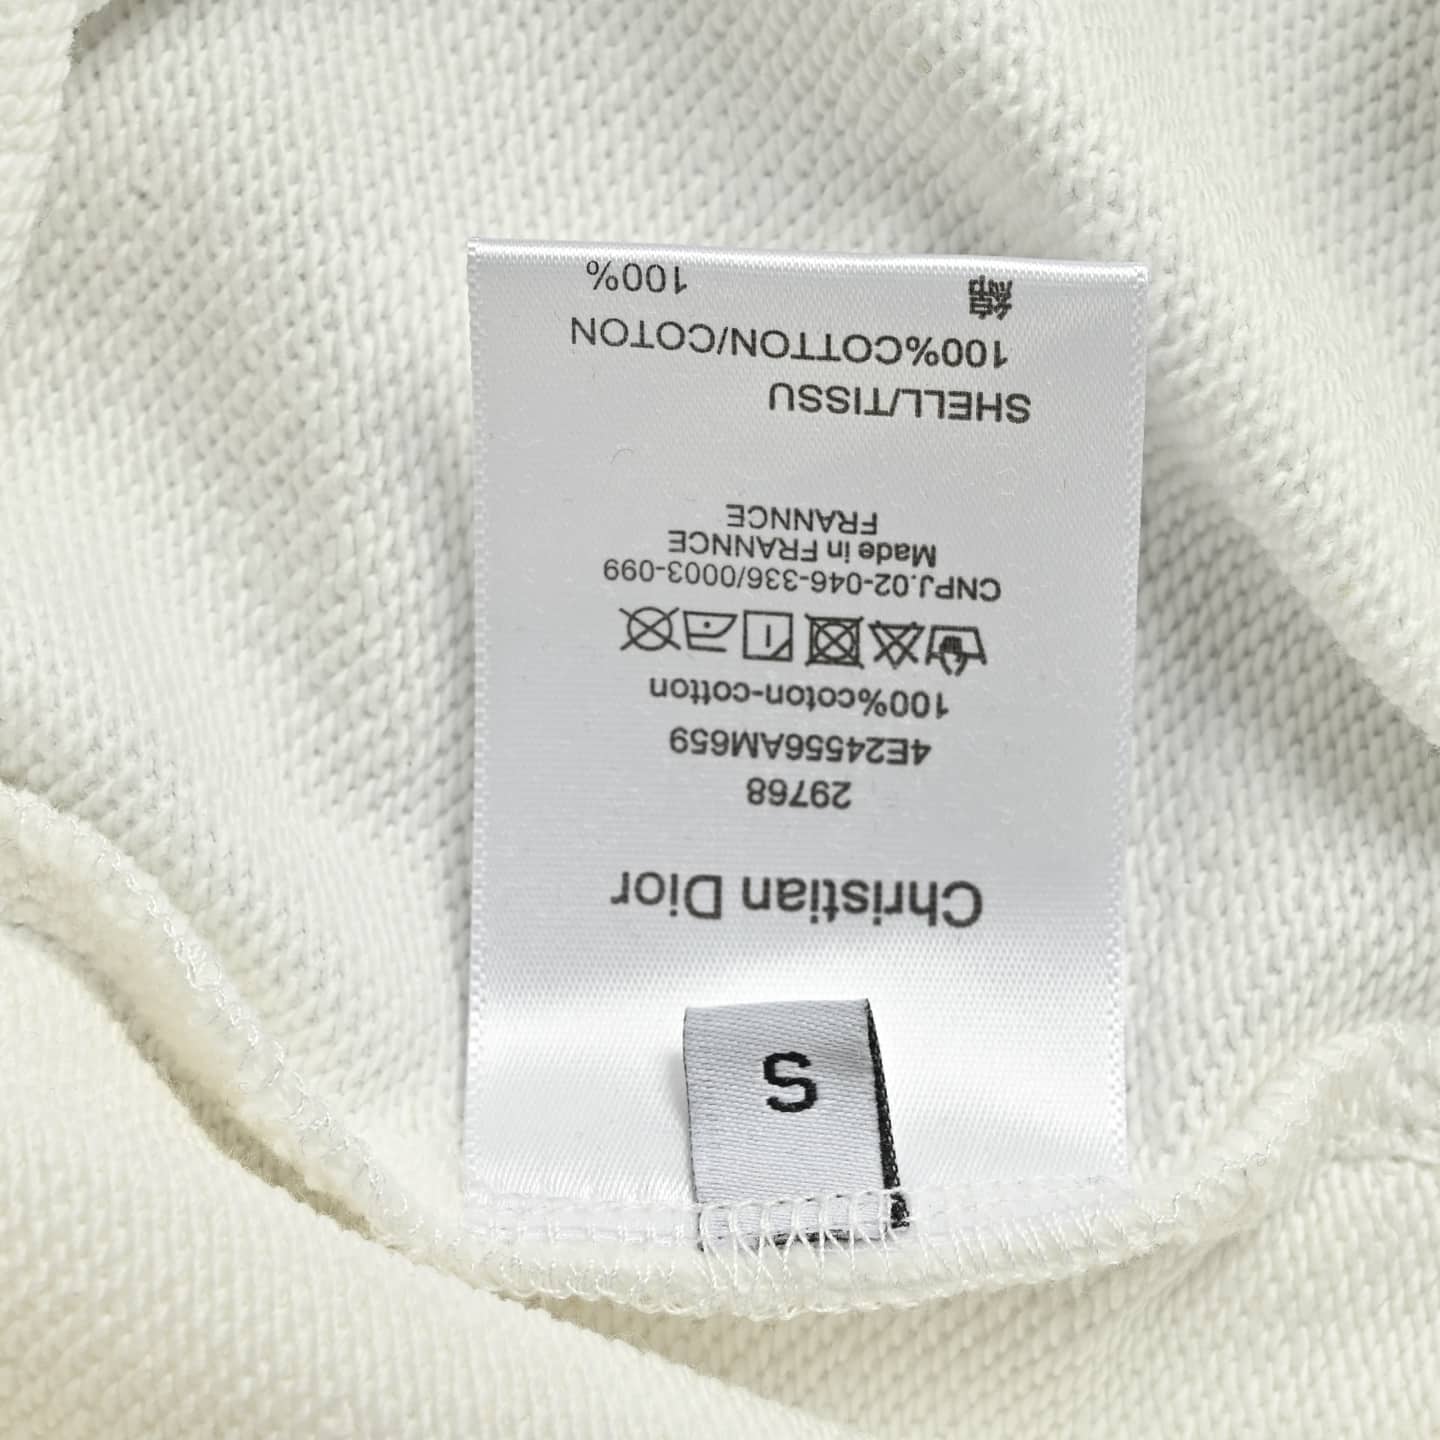 S
Christian Dior
29768
4E24556AM659
100%coton-cotton
CNPJ.02-046-336/0003-099
Made in FRANNCE
FRANNCE
SHELL/TISSU
100%COTTON/COTON
綿 100%